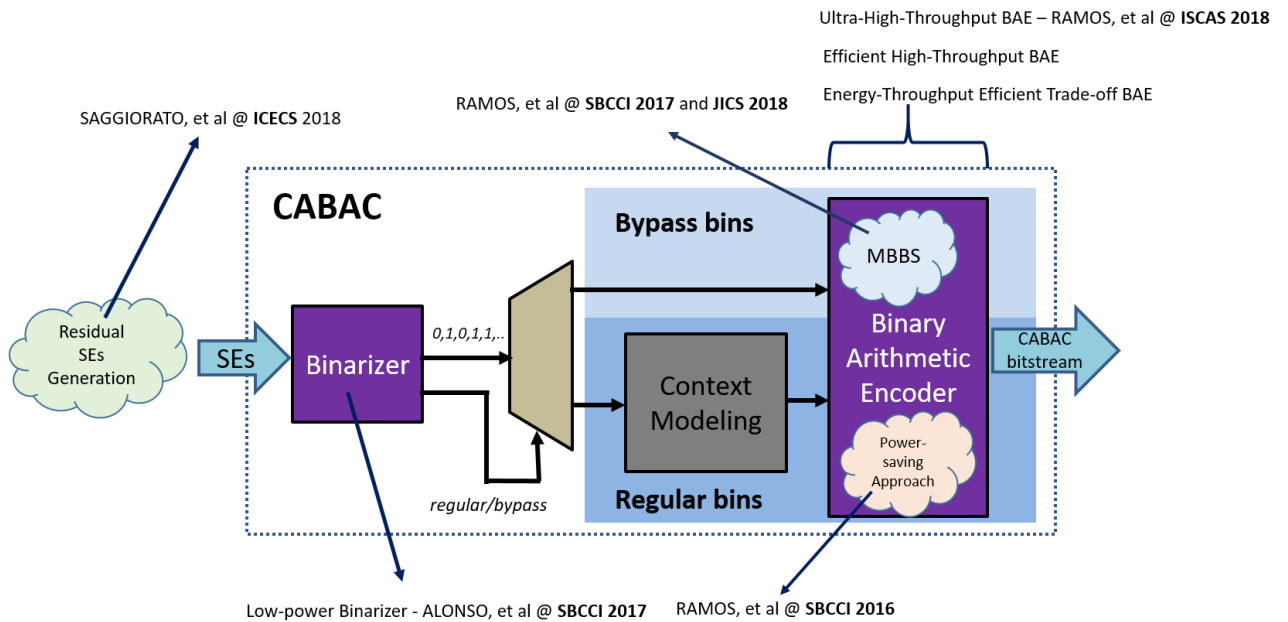 Ultra-High-Throughput BAE – RAMOS, et al @ ISCAS 2018
Efficient High-Throughput BAE
Energy-Throughput Efficient Trade-off BAE
RAMOS, et al @ SBCCI 2017 and JICS 2018
SAGGIORATO, et al @ ICECS 2018
CABAC
Bypass bins
MBBS
Residual
SEs
Generation
SEs
Binarizer
0,1,0,1,1,..
regular/bypass
Context
Modeling
Regular bins
Binary
Arithmetic
Encoder
Power-
saving
Approach
CABAC
bitstream
Low-power Binarizer - ALONSO, et al @ SBCCI 2017
RAMOS, et al @ SBCCI 2016